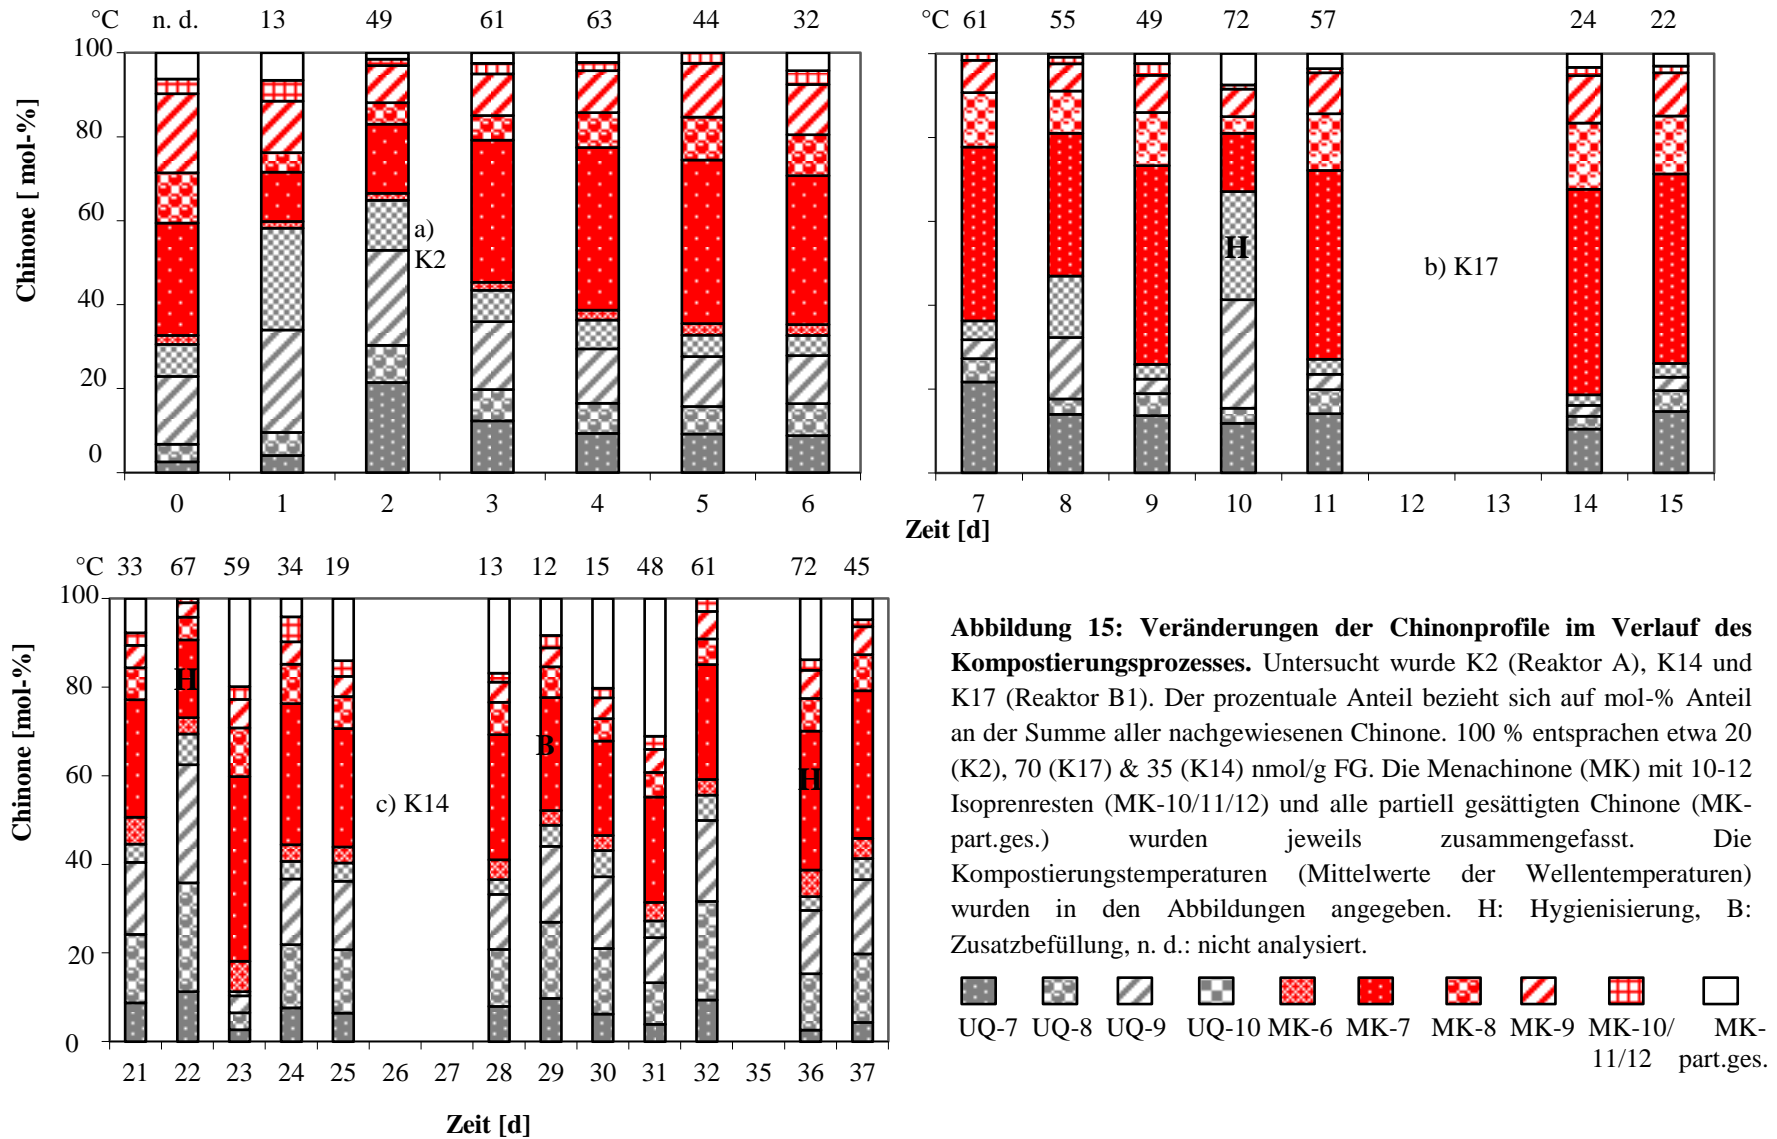 °C n. d. 13 49 61 63 44 32
100
80
60
40
20
0
Chinone [ mol-%]
a)
K2
0 1 2 3 4 5 6
°C 61 55 49 72 57 24 22
H
b) K17
7 8 9 10 11 12 13 14 15
Zeit [d]
°C 33 67 59 34 19 13 12 15 48 61 72 45
100
80
60
40
20
0
Chinone [mol-%]
H
B
H
c) K14
21 22 23 24 25 26 27 28 29 30 31 32 35 36 37
Zeit [d]
Abbildung 15: Veränderungen der Chinonprofile im Verlauf des
Kompostierungsprozesses. Untersucht wurde K2 (Reaktor A), K14 und
K17 (Reaktor B1). Der prozentuale Anteil bezieht sich auf mol-% Anteil
an der Summe aller nachgewiesenen Chinone. 100 % entsprachen etwa 20
(K2), 70 (K17) & 35 (K14) nmol/g FG. Die Menachinone (MK) mit 10-12
Isoprenresten (MK-10/11/12) und alle partiell gesättigten Chinone (MK-
part.ges.) wurden jeweils zusammengefasst. Die
Kompostierungstemperaturen (Mittelwerte der Wellentemperaturen)
wurden in den Abbildungen angegeben. H: Hygienisierung, B:
Zusatzbefüllung, n. d.: nicht analysiert.
UQ-7 UQ-8 UQ-9 UQ-10 MK-6 MK-7 MK-8 MK-9 MK-10/ MK-
11/12 part.ges.